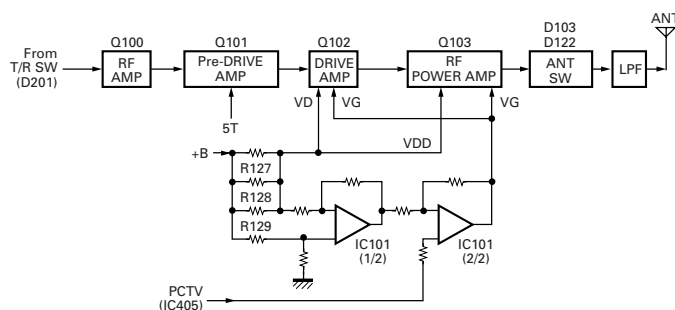 ANT
D103
D122
Q100
Q101
Q102
Q103
From
T/R SW
(D201)
RF
AMP
Pre-DRIVE
AMP
DRIVE
AMP
RF
POWER AMP
ANT
SW
LPF
VD
VG
VG
5T
+B
VDD
R127
R128
R129
IC101
(1/2)
IC101
(2/2)
PCTV
(IC405)